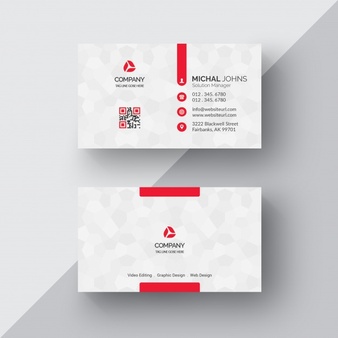 COMPANY
TAGLINE GOES HERE
MICHAL JOHNS
Solution Manager
012 . 345. 6780
012 . 345. 6780
www.websiteurl.com
www.websiteurl.com
3222 Blackwell Street
Fairbanks, AK 99701
COMPANY
TAGLINE GOES HERE
Video Editing . Graphic Design . Web Design